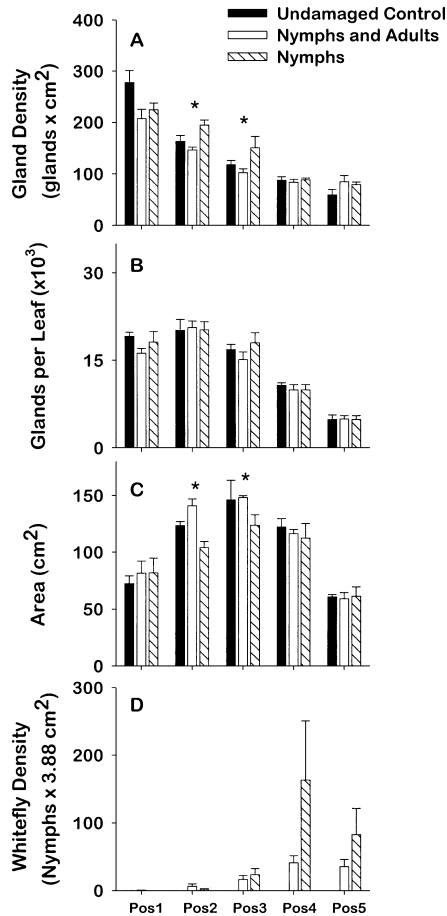 Undamaged Control
Nymphs and Adults
Nymphs
A
400
300
200
100
0
Gland Density
(glands x cm2)
*
*
B
30
15
0
Glands per Leaf (x10³)
C
150
100
50
0
Area (cm²)
*
*
D
300
200
100
0
Whitefly Density
(Nymphs x 3.88 cm²)
Pos1 Pos2 Pos3 Pos4 Pos5